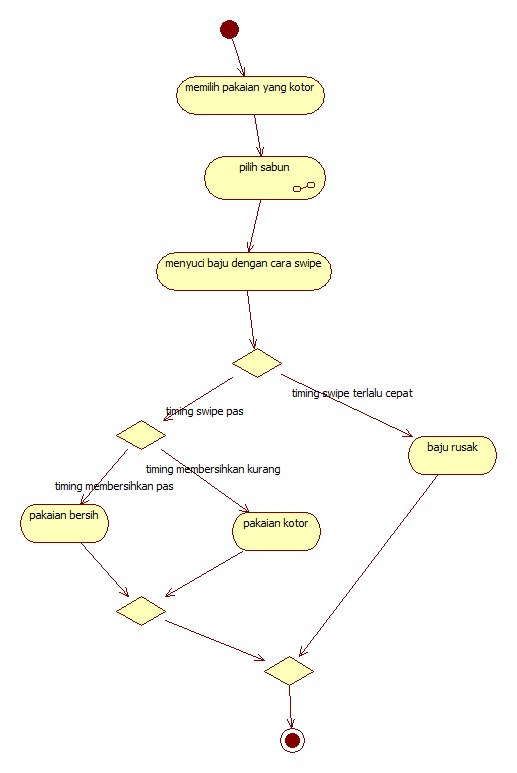 memilih pakaian yang kotor
pilih sabun
menyuci baju dengan cara swipe
timing swipe terlalu cepat
timing swipe pas
baju rusak
timing membersihkan kurang
timing membersihkan pas
pakaian bersih
pakaian kotor